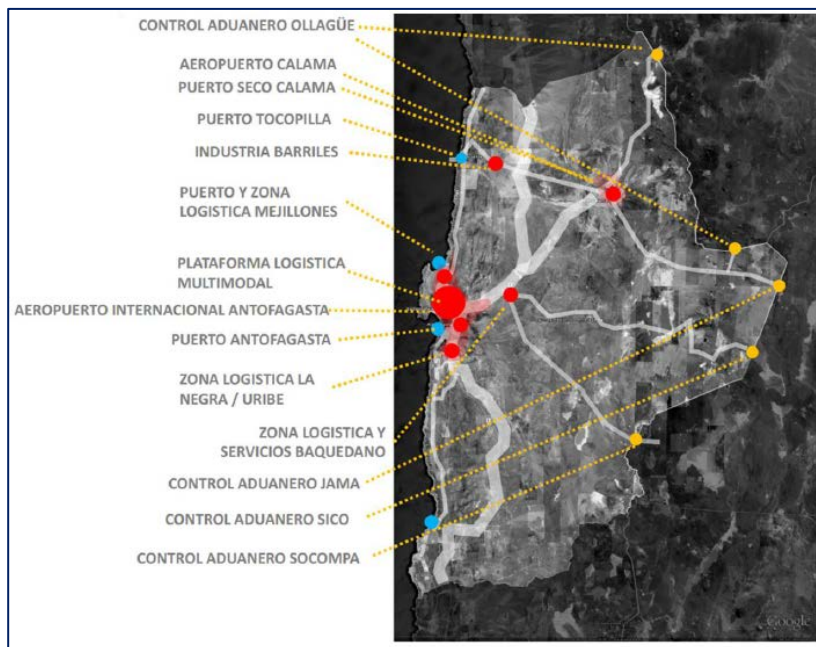 CONTROL ADUANERO OLLAGÜE
AEROPUERTO CALAMA
PUERTO SECO CALAMA
PUERTO TOCOPILLA
INDUSTRIA BARRILES
PUERTO Y ZONA
LOGISTICA MEJILLONES
PLATAFORMA LOGISTICA
MULTIMODAL
AEROPUERTO INTERNACIONAL ANTOFAGASTA
PUERTO ANTOFAGASTA
ZONA LOGISTICA LA
NEGRA / URIBE
ZONA LOGISTICA Y
SERVICIOS BAQUEDANO
CONTROL ADUANERO JAMA
CONTROL ADUANERO SICO
CONTROL ADUANERO SOCOMPA
Google